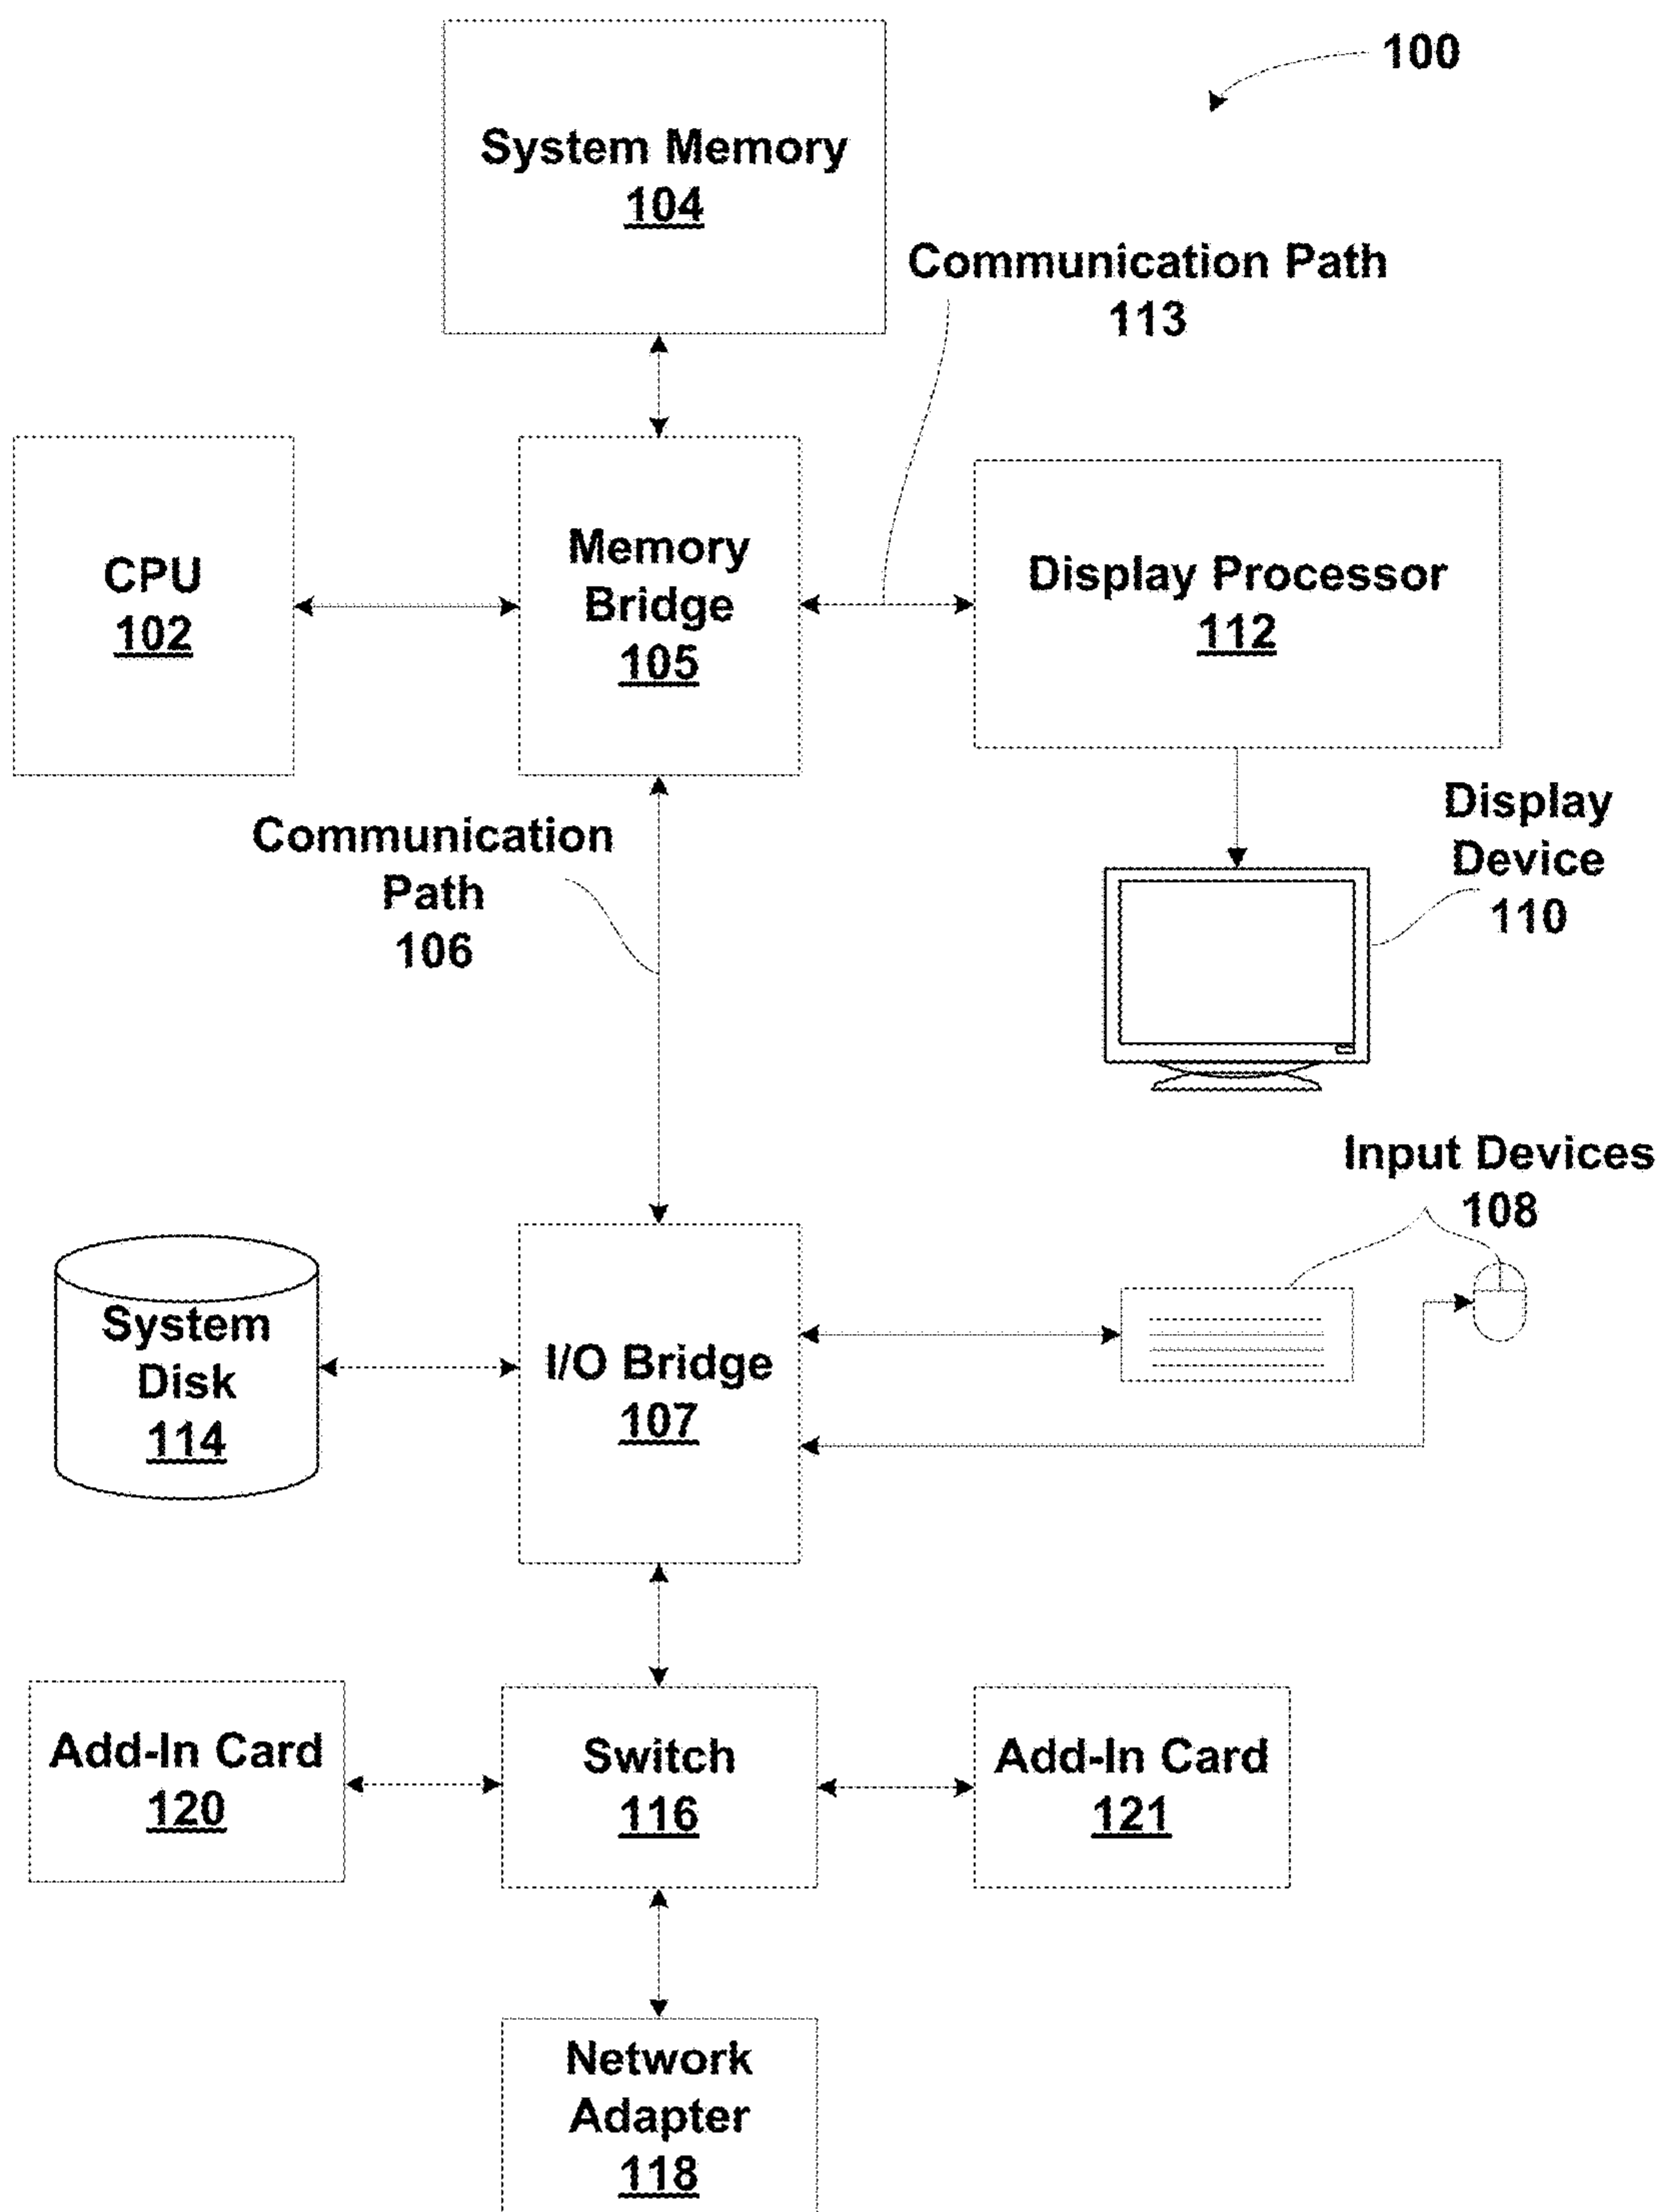 100
System Memory
104
Communication Path
113
CPU
102
Memory
Bridge
105
Display Processor
112
Communication
Path
106
Display
Device
110
Input Devices
108
System
Disk
114
I/O Bridge
107
Add-In Card
120
Switch
116
Add-In Card
121
Network
Adapter
118